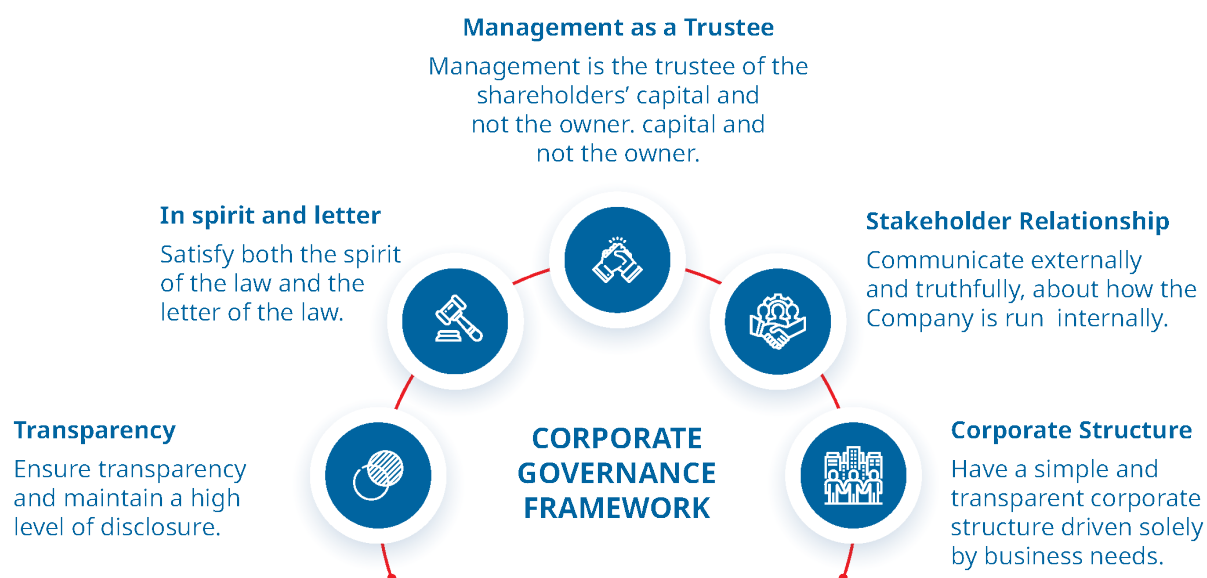 Management as a Trustee
Management is the trustee of the
shareholders’ capital and
not the owner. capital and
not the owner.
In spirit and letter
Satisfy both the spirit
of the law and the
letter of the law.
Stakeholder Relationship
Communicate externally
and truthfully, about how the
Company is run  internally.
Transparency
Ensure transparency
and maintain a high
level of disclosure.
CORPORATE
GOVERNANCE
FRAMEWORK
Corporate Structure
Have a simple and
transparent corporate
structure driven solely
by business needs.